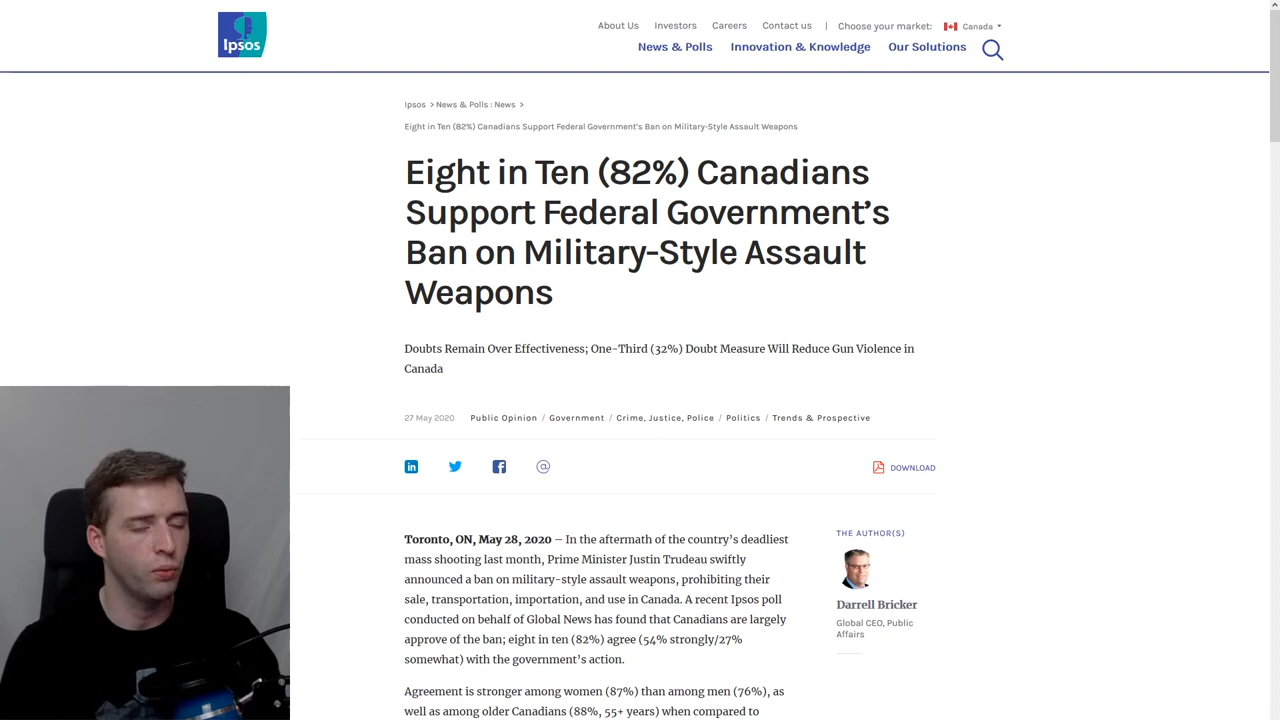 About Us Investors Careers Contact us | Choose your market: Canada
Ipsos
News & Polls Innovation & Knowledge Our Solutions
Ipsos > News & Polls : News >
Eight in Ten (82%) Canadians Support Federal Government's Ban on Military-Style Assault Weapons
Eight in Ten (82%) Canadians
Support Federal Government’s
Ban on Military-Style Assault
Weapons
Doubts Remain Over Effectiveness; One-Third (32%) Doubt Measure Will Reduce Gun Violence in
Canada
27 May 2020 Public Opinion / Government / Crime, Justice, Police / Politics / Trends & Prospective
DOWNLOAD
Toronto, ON, May 28, 2020 – In the aftermath of the country’s deadliest
mass shooting last month, Prime Minister Justin Trudeau swiftly
announced a ban on military-style assault weapons, prohibiting their
sale, transportation, importation, and use in Canada. A recent Ipsos poll
conducted on behalf of Global News has found that Canadians are largely
approve of the ban; eight in ten (82%) agree (54% strongly/27%
somewhat) with the government’s action.
Agreement is stronger among women (87%) than among men (76%), as
well as among older Canadians (88%, 55+ years) when compared to
THE AUTHOR(S)
Darrell Bricker
Global CEO, Public
Affairs